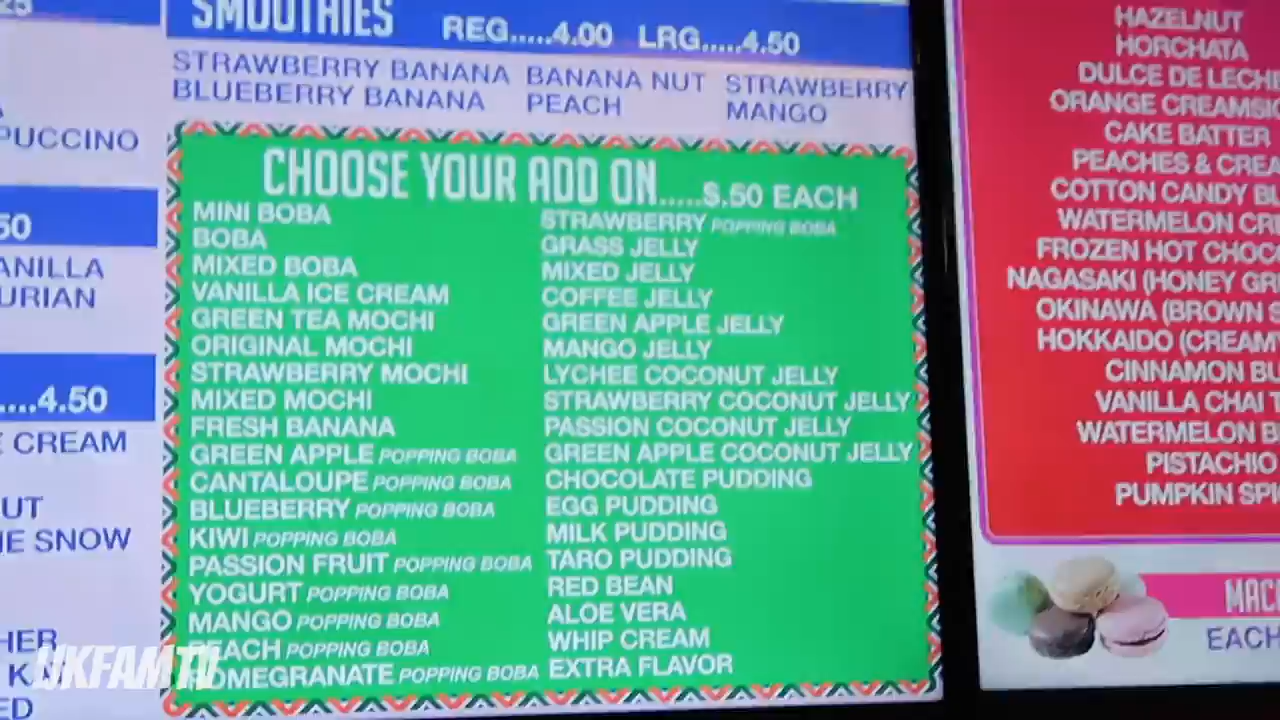 25
PUCCINO
50
ANILLA
URIAN
....4.50
E CREAM
UT
NE SNOW
HER
KA
ED
SMOOTHIES REG.....4.00 LRG.....4.50
STRAWBERRY BANANA BANANA NUT STRAWBERRY
BLUEBERRY BANANA PEACH MANGO
CHOOSE YOUR ADD ON.....$.50 EACH
MINI BOBA
BOBA
MIXED BOBA
VANILLA ICE CREAM
GREEN TEA MOCHI
ORIGINAL MOCHI
STRAWBERRY MOCHI
MIXED MOCHI
FRESH BANANA
GREEN APPLE POPPING BOBA
CANTALOUPE POPPING BOBA
BLUEBERRY POPPING BOBA
KIWI POPPING BOBA
PASSION FRUIT POPPING BOBA
YOGURT POPPING BOBA
MANGO POPPING BOBA
PEACH POPPING BOBA
POMEGRANATE POPPING BOBA
STRAWBERRY POPPING BOBA
GRASS JELLY
MIXED JELLY
COFFEE JELLY
GREEN APPLE JELLY
MANGO JELLY
LYCHEE COCONUT JELLY
STRAWBERRY COCONUT JELLY
PASSION COCONUT JELLY
GREEN APPLE COCONUT JELLY
CHOCOLATE PUDDING
EGG PUDDING
MILK PUDDING
TARO PUDDING
RED BEAN
ALOE VERA
WHIP CREAM
EXTRA FLAVOR
HAZELNUT
HORCHATA
DULCE DE LECHE
ORANGE CREAMSI
CAKE BATTER
PEACHES & CREA
COTTON CANDY BL
WATERMELON CR
FROZEN HOT CHOC
NAGASAKI (HONEY GR
OKINAWA (BROWN S
HOKKAIDO (CREAMY
CINNAMON BU
VANILLA CHAI T
WATERMELON B
PISTACHIO
PUMPKIN SPI
MAC
EACH
UKFAMTV